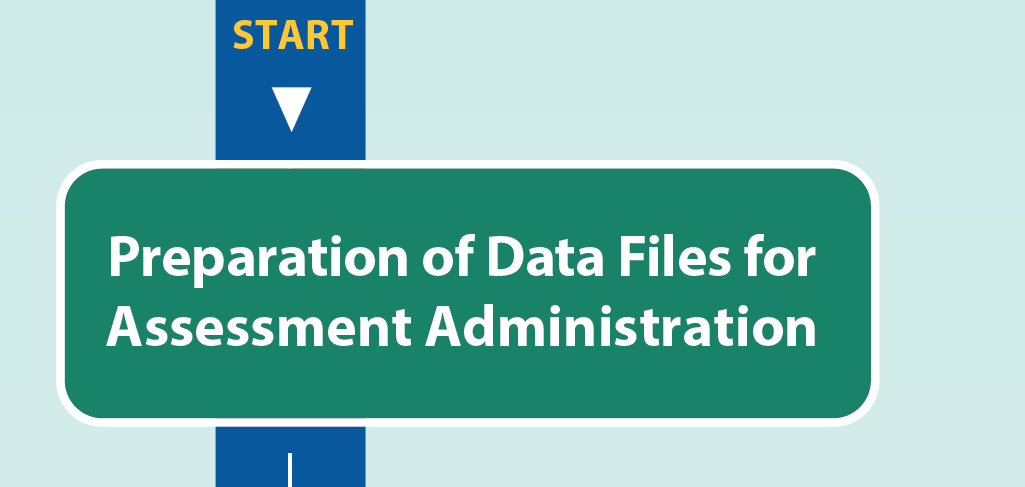 START
Preparation of Data Files for
Assessment Administration